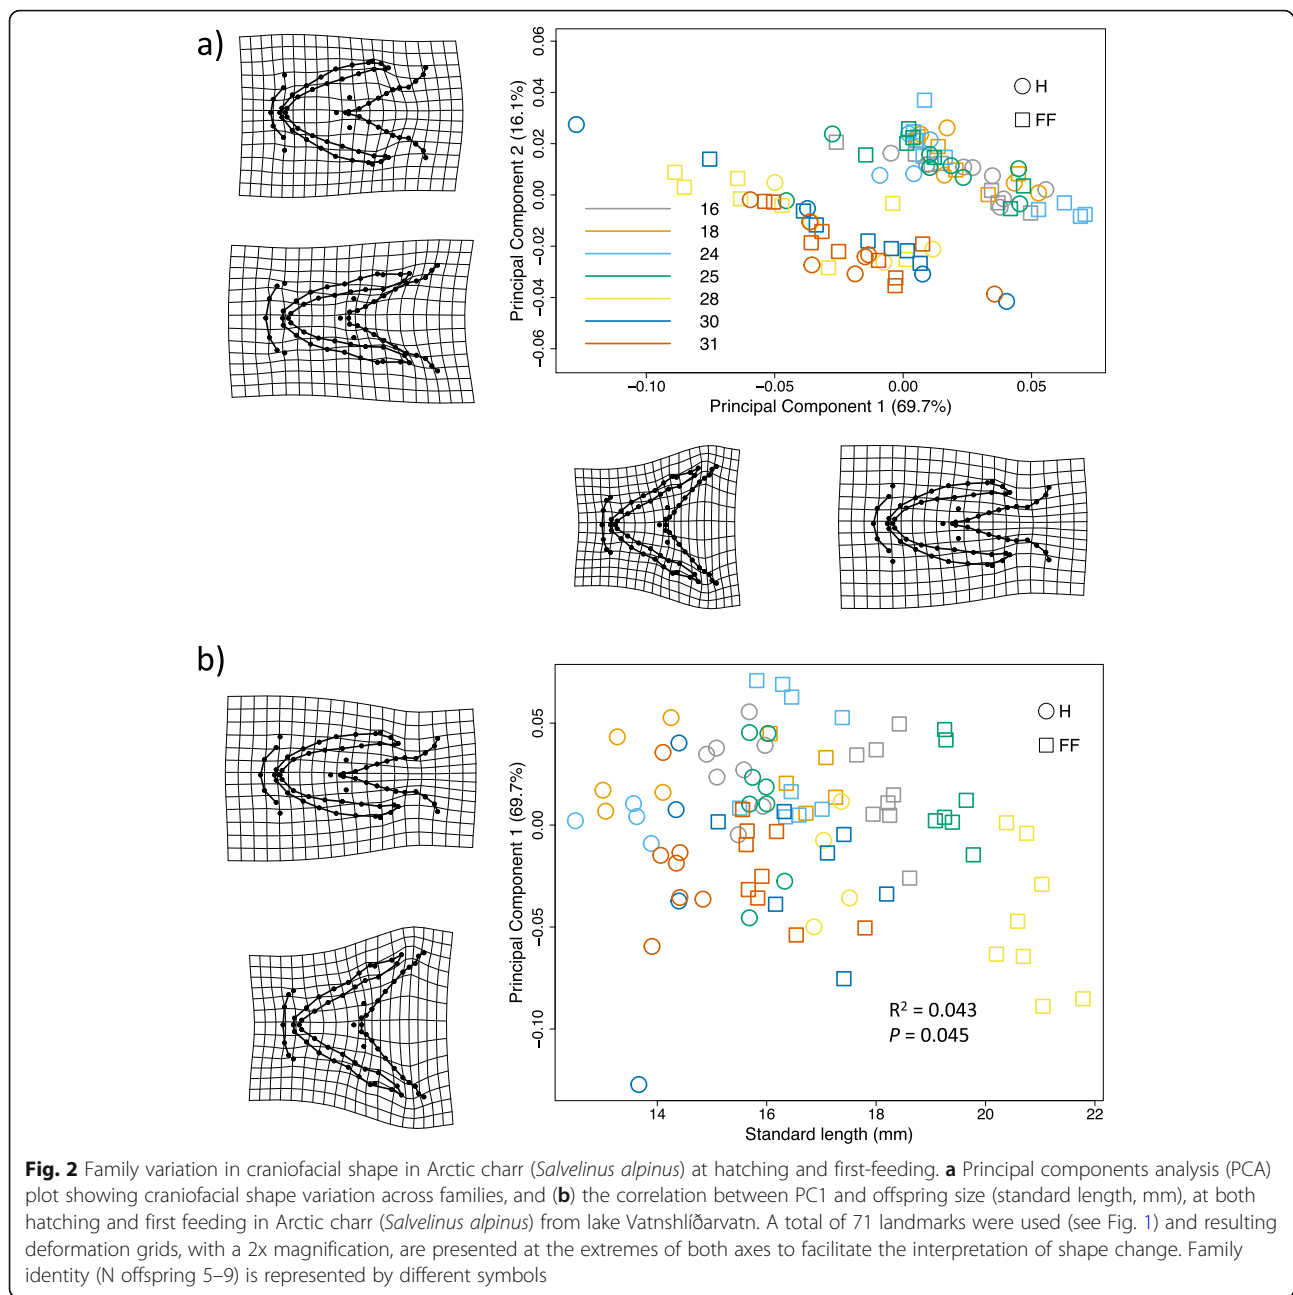 a)
Principal Component 2 (16.1%)
0.06
0.04
0.02
0.00
−0.02
−0.04
−0.06
H
FF
16
18
24
25
28
30
31
−0.10
−0.05
0.00
0.05
Principal Component 1 (69.7%)
b)
Principal Component 1 (69.7%)
0.05
0.00
−0.05
−0.10
H
FF
R² = 0.043
P = 0.045
14
16
18
20
22
Standard length (mm)
Fig. 2 Family variation in craniofacial shape in Arctic charr (Salvelinus alpinus) at hatching and first-feeding. a Principal components analysis (PCA)
plot showing craniofacial shape variation across families, and (b) the correlation between PC1 and offspring size (standard length, mm), at both
hatching and first feeding in Arctic charr (Salvelinus alpinus) from lake Vatnshlíðarvatn. A total of 71 landmarks were used (see Fig. 1) and resulting
deformation grids, with a 2x magnification, are presented at the extremes of both axes to facilitate the interpretation of shape change. Family
identity (N offspring 5–9) is represented by different symbols